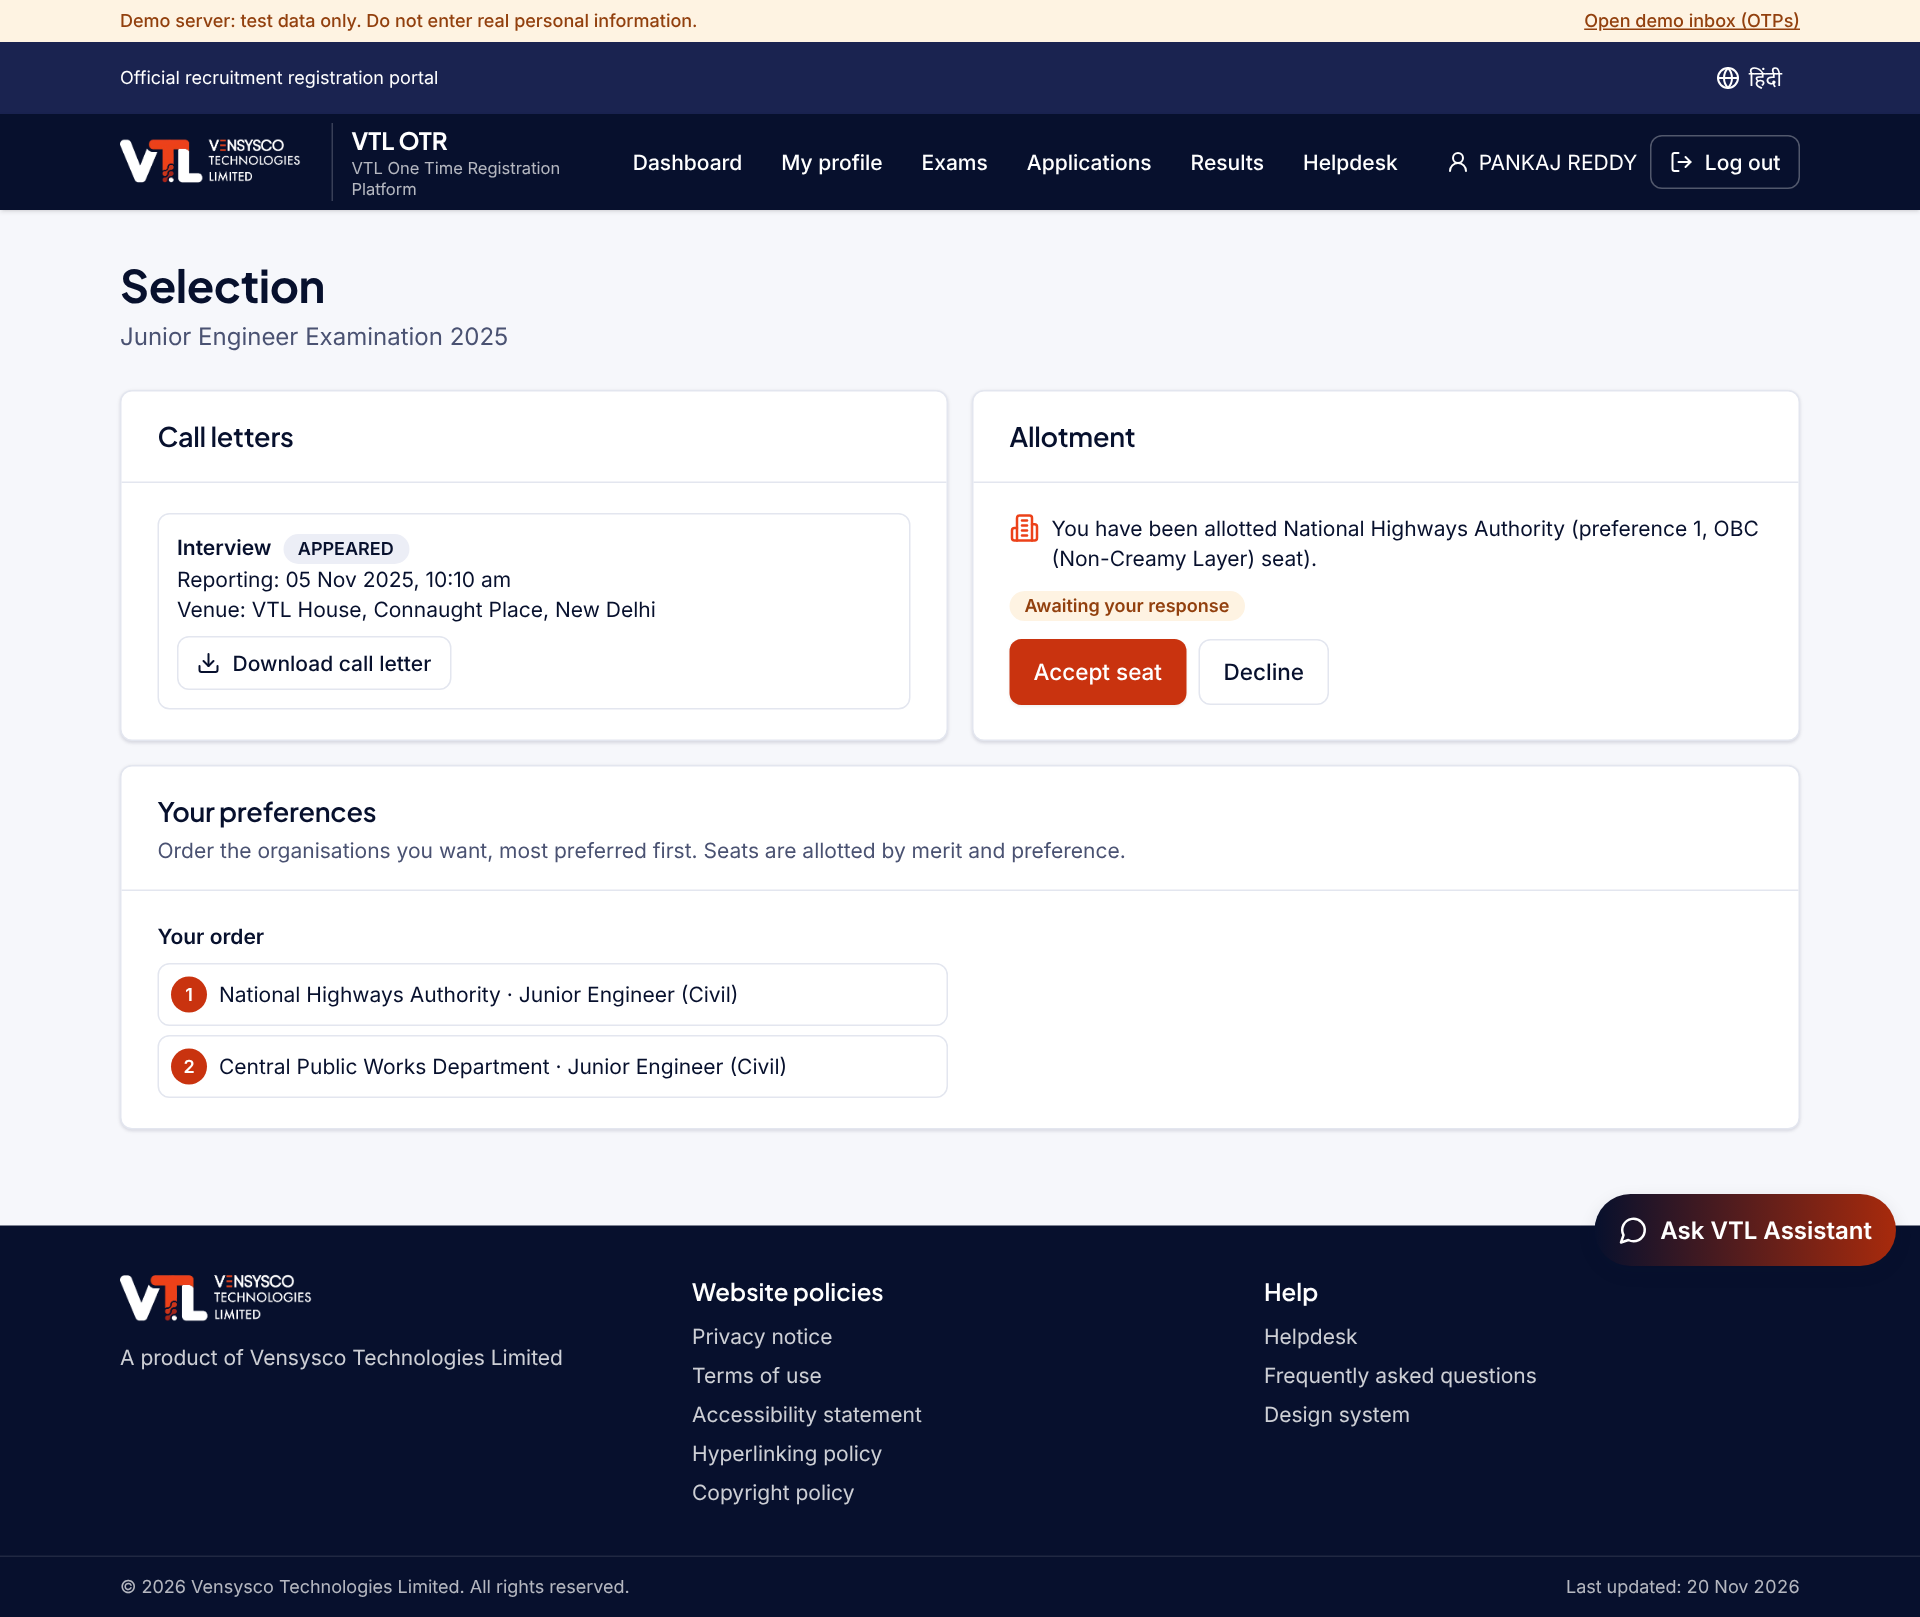 Demo server: test data only. Do not enter real personal information.
Open demo inbox (OTPs)
Official recruitment registration portal
हिंदी
VTL
VENSYSCO
TECHNOLOGIES
LIMITED
VTL OTR
VTL One Time Registration
Platform
Dashboard
My profile
Exams
Applications
Results
Helpdesk
PANKAJ REDDY
Log out
Selection
Junior Engineer Examination 2025
Call letters
Interview APPEARED
Reporting: 05 Nov 2025, 10:10 am
Venue: VTL House, Connaught Place, New Delhi
Download call letter
Allotment
You have been allotted National Highways Authority (preference 1, OBC
(Non-Creamy Layer) seat).
Awaiting your response
Accept seat
Decline
Your preferences
Order the organisations you want, most preferred first. Seats are allotted by merit and preference.
Your order
1 National Highways Authority · Junior Engineer (Civil)
2 Central Public Works Department · Junior Engineer (Civil)
Ask VTL Assistant
VTL
VENSYSCO
TECHNOLOGIES
LIMITED
A product of Vensysco Technologies Limited
Website policies
Privacy notice
Terms of use
Accessibility statement
Hyperlinking policy
Copyright policy
Help
Helpdesk
Frequently asked questions
Design system
© 2026 Vensysco Technologies Limited. All rights reserved.
Last updated: 20 Nov 2026